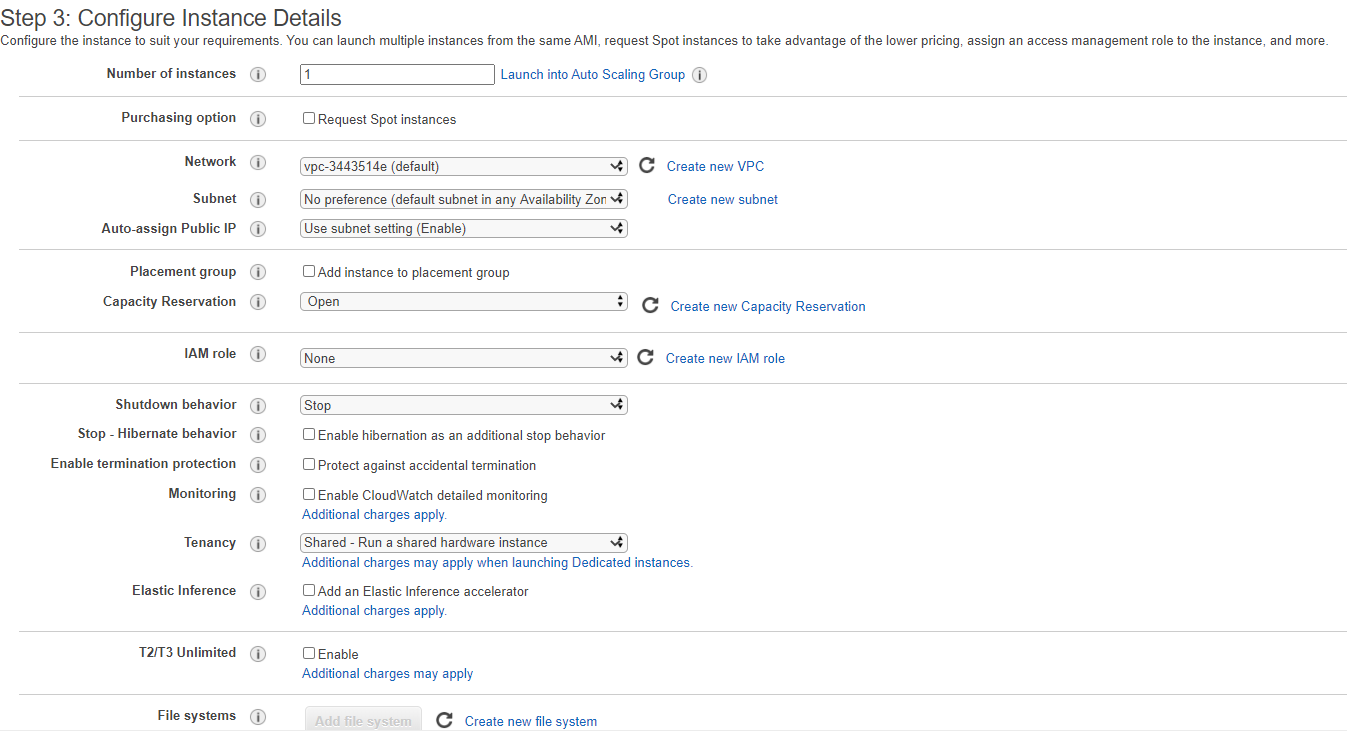 Step 3: Configure Instance Details
Configure the instance to suit your requirements. You can launch multiple instances from the same AMI, request Spot instances to take advantage of the lower pricing, assign an access management role to the instance, and more.
Number of instances i 1 Launch into Auto Scaling Group i
Purchasing option i Request Spot instances
Network i vpc-3443514e (default) Create new VPC
Subnet i No preference (default subnet in any Availability Zon Create new subnet
Auto-assign Public IP i Use subnet setting (Enable)
Placement group i Add instance to placement group
Capacity Reservation i Open Create new Capacity Reservation
IAM role i None Create new IAM role
Shutdown behavior i Stop
Stop - Hibernate behavior i Enable hibernation as an additional stop behavior
Enable termination protection i Protect against accidental termination
Monitoring i Enable CloudWatch detailed monitoring
Additional charges apply.
Tenancy i Shared - Run a shared hardware instance
Additional charges may apply when launching Dedicated instances.
Elastic Inference i Add an Elastic Inference accelerator
Additional charges apply.
T2/T3 Unlimited i Enable
Additional charges may apply
File systems i Add file system Create new file system